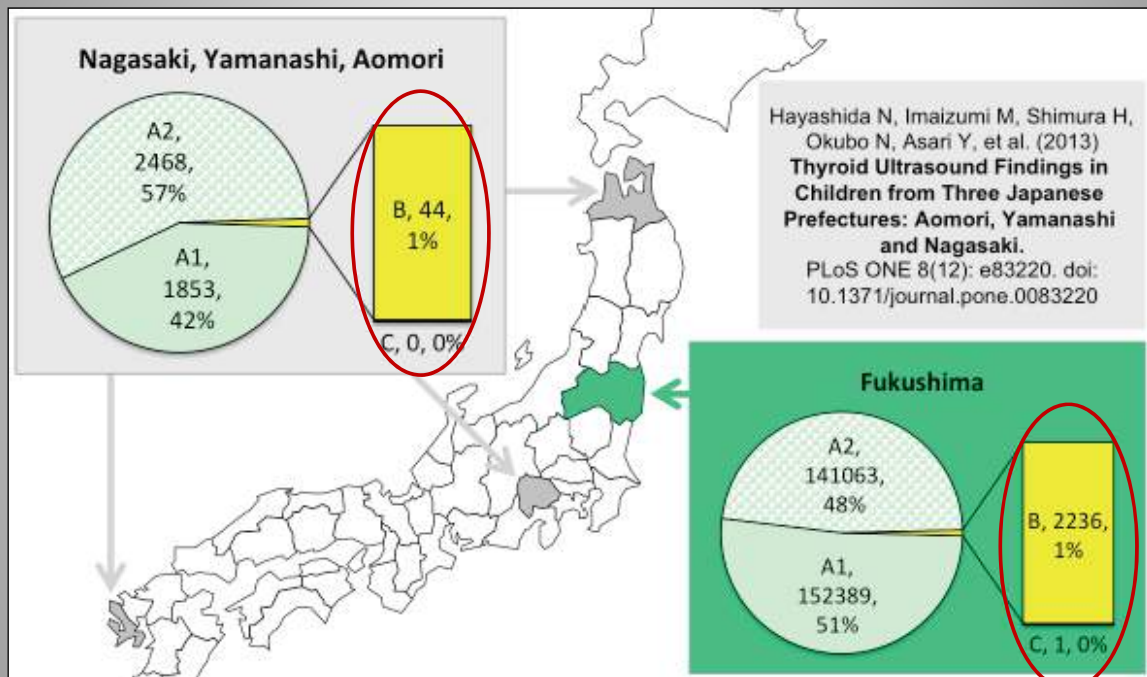 Nagasaki, Yamanashi, Aomori
A2,
2468,
57%
A1,
1853,
42%
B, 44,
1%
C, 0, 0%
Hayashida N, Imaizumi M, Shimura H,
Okubo N, Asari Y, et al. (2013)
Thyroid Ultrasound Findings in
Children from Three Japanese
Prefectures: Aomori, Yamanashi
and Nagasaki.
PLoS ONE 8(12): e83220. doi:
10.1371/journal.pone.0083220
Fukushima
A2,
141063,
48%
A1,
152389,
51%
B, 2236,
1%
C, 1, 0%